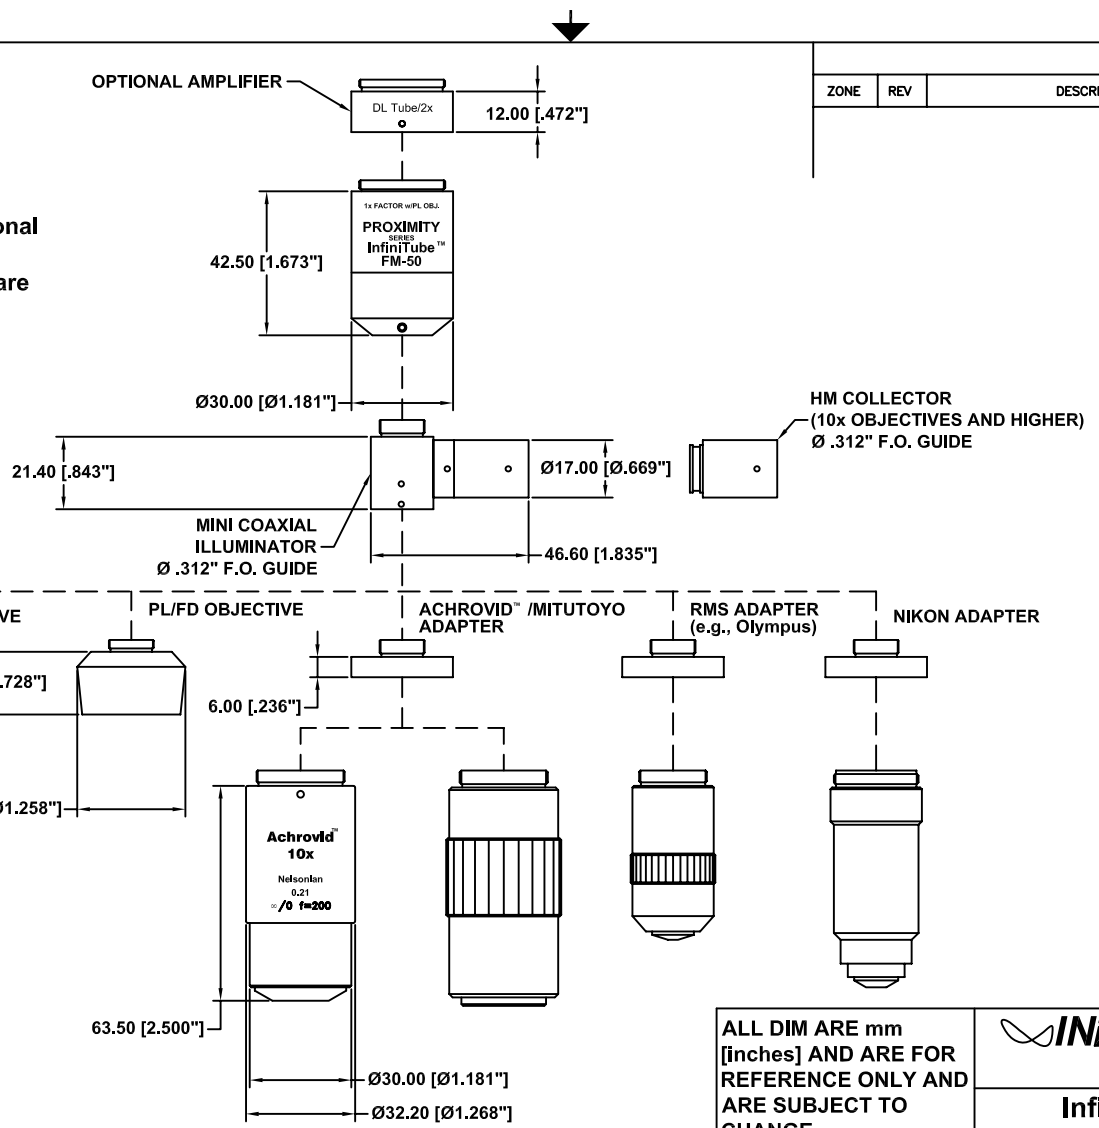 OPTIONAL AMPLIFIER
DL Tube/2x
12.00 [.472"]
ZONE REV DESCRI
1x FACTOR w/PL OBJ.
PROXIMITY
SERIES
InfiniTube™
FM-50
42.50 [1.673"]
onal
are
Ø30.00 [Ø1.181"]
HM COLLECTOR
(10x OBJECTIVES AND HIGHER)
Ø .312" F.O. GUIDE
21.40 [.843"]
Ø17.00 [Ø.669"]
MINI COAXIAL
ILLUMINATOR
Ø .312" F.O. GUIDE
46.60 [1.835"]
VE
PL/FD OBJECTIVE
ACHROVID™ /MITUTOYO
ADAPTER
RMS ADAPTER
(e.g., Olympus)
NIKON ADAPTER
.728"]
6.00 [.236"]
Ø1.258"]
Achrovid™
10x
Nelsonian
0.21
∞/0 f=200
63.50 [2.500"]
Ø30.00 [Ø1.181"]
Ø32.20 [Ø1.268"]
ALL DIM ARE mm
[inches] AND ARE FOR
REFERENCE ONLY AND
ARE SUBJECT TO
CHANGE
Infi